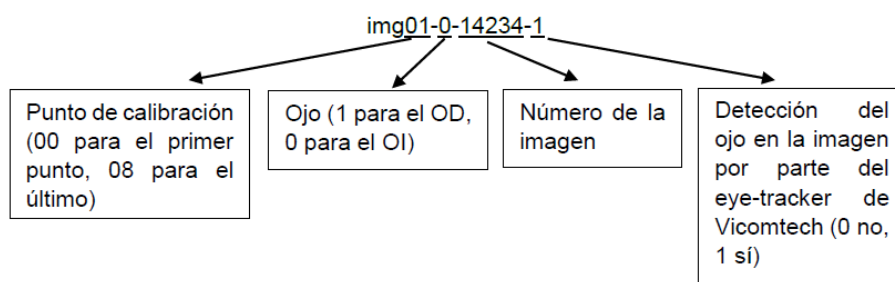 img01-0-14234-1
Punto de calibración
(00 para el primer
punto, 08 para el
último)
Ojo (1 para el OD,
0 para el OI)
Número de la
imagen
Detección del
ojo en la imagen
por parte del
eye-tracker de
Vicomtech (0 no,
1 sí)